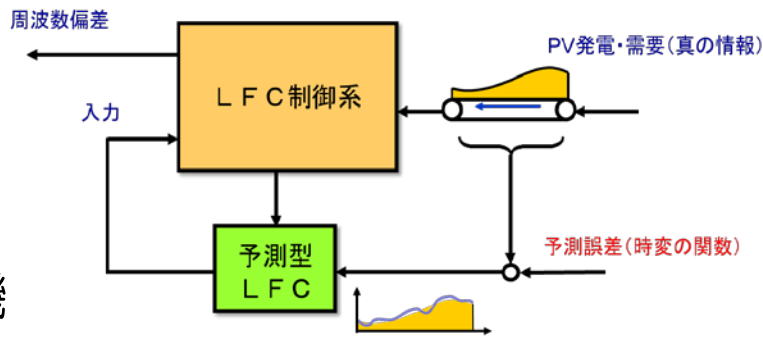 周波数偏差
PV発電・需要(真の情報)
ＬＦＣ制御系
入力
予測誤差(時変の関数)
予測型
ＬＦＣ